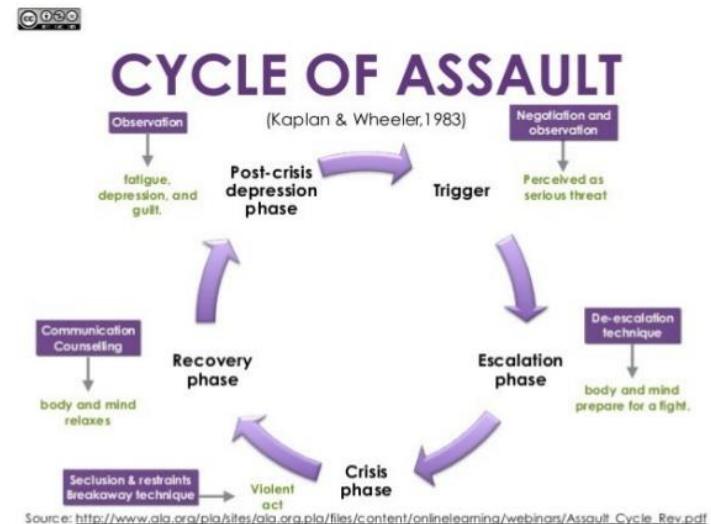 CYCLE OF ASSAULT
(Kaplan & Wheeler,1983)
Observation
fatigue,
depression, and
guilt.
Post-crisis
depression
phase
Trigger
Negotiation and
observation
Perceived as
serious threat
De-escalation
technique
body and mind
prepare for a fight.
Escalation
phase
Crisis
phase
Seclusion & restraints
Breakaway technique
Violent
act
Recovery
phase
Communication
Counselling
body and mind
relaxes
Source: http://www.ala.org/pla/sites/ala.org.pla/files/content/onlinelearning/webinars/Assault_Cycle_Rev.pdf